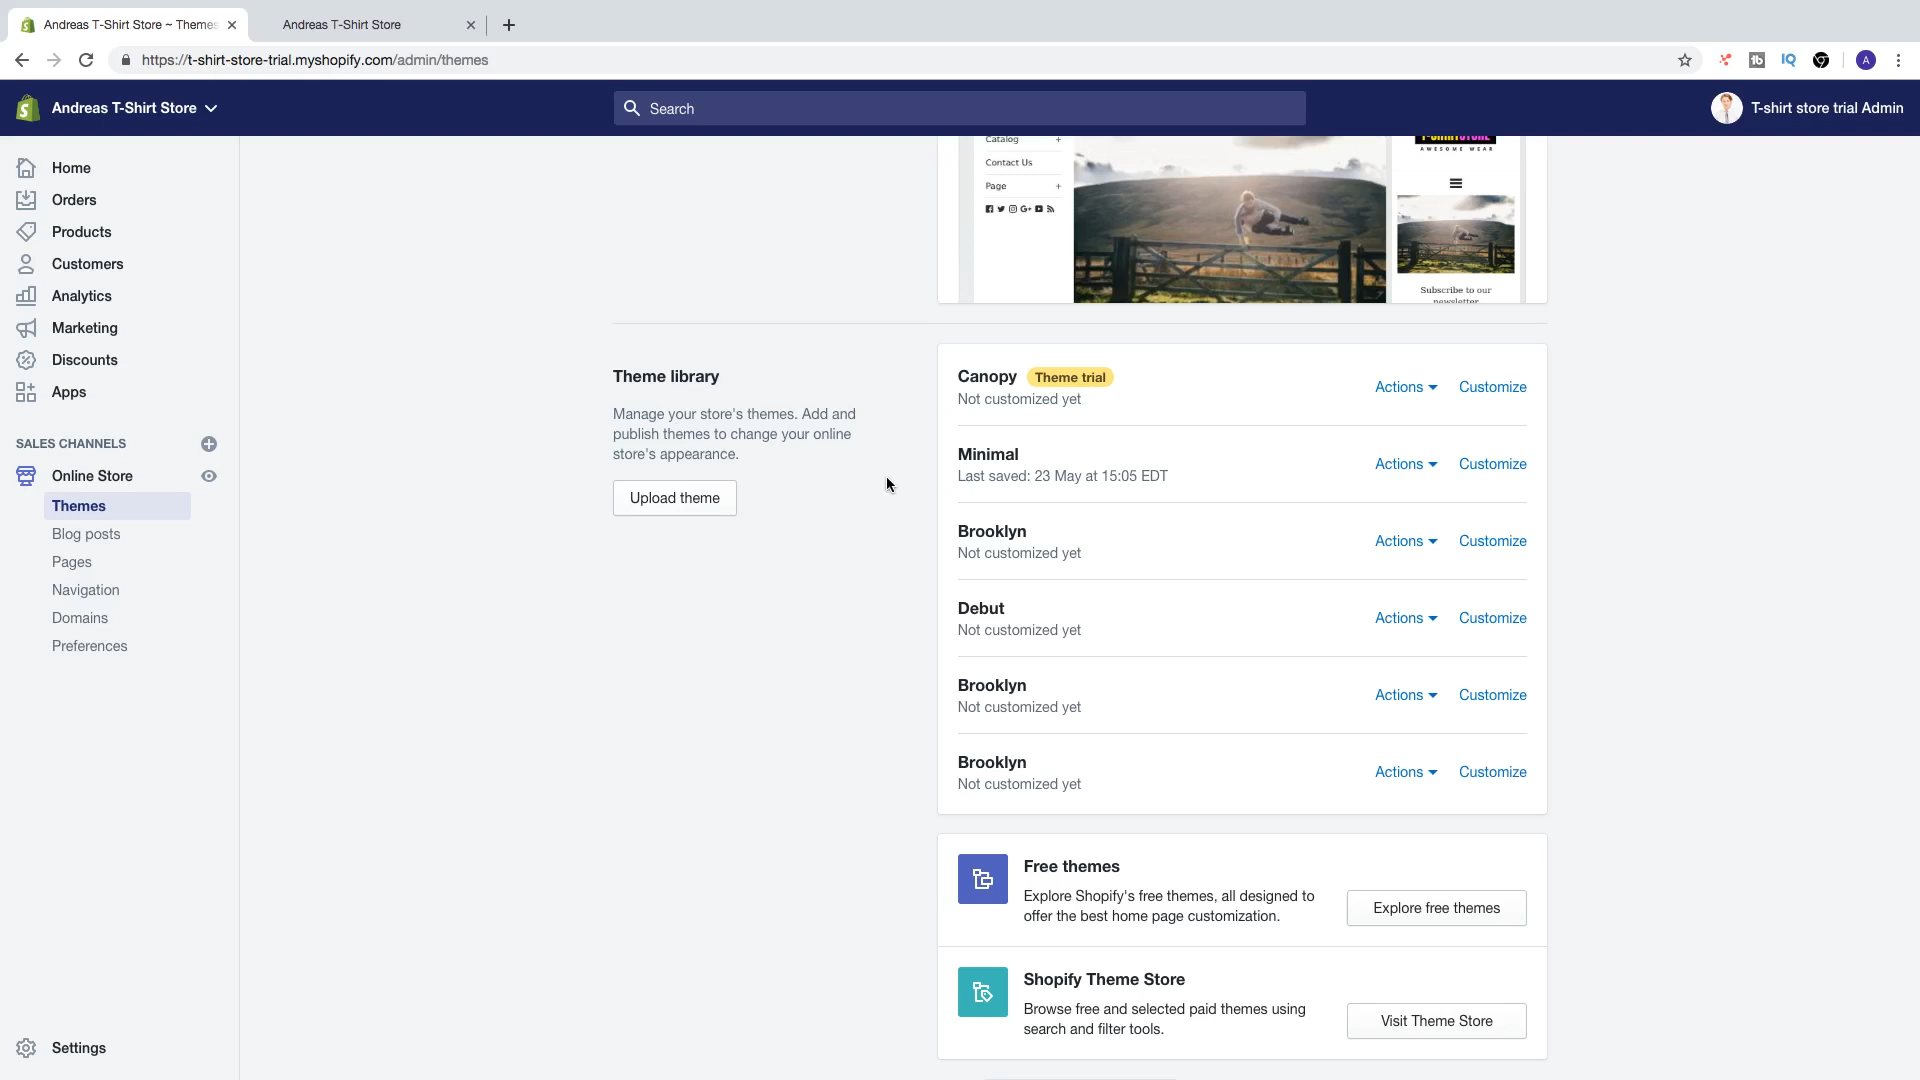 Andreas T-Shirt Store ~ Themes
Andreas T-Shirt Store
https://t-shirt-store-trial.myshopify.com/admin/themes
tb
IQ
A
Andreas T-Shirt Store
Search
T-shirt store trial Admin
Home
Orders
Products
Customers
Analytics
Marketing
Discounts
Apps
SALES CHANNELS
Online Store
Themes
Blog posts
Pages
Navigation
Domains
Preferences
Settings
Catalog +
Contact Us
Page +
T-SHIRTSTORE
AWESOME WEAR
Subscribe to our
newsletter
Theme library
Manage your store's themes. Add and
publish themes to change your online
store's appearance.
Upload theme
Canopy Theme trial
Not customized yet
Actions Customize
Minimal
Last saved: 23 May at 15:05 EDT
Actions Customize
Brooklyn
Not customized yet
Actions Customize
Debut
Not customized yet
Actions Customize
Brooklyn
Not customized yet
Actions Customize
Brooklyn
Not customized yet
Actions Customize
Free themes
Explore Shopify's free themes, all designed to
offer the best home page customization.
Explore free themes
Shopify Theme Store
Browse free and selected paid themes using
search and filter tools.
Visit Theme Store